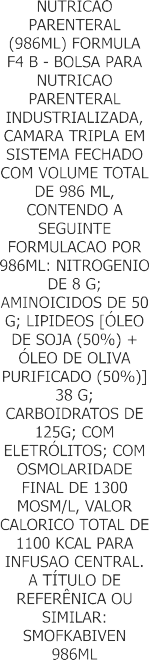 NUTRICAO
PARENTERAL
(986ML) FORMULA
F4 B - BOLSA PARA
NUTRICAO
PARENTERAL
INDUSTRIALIZADA,
CAMARA TRIPLA EM
SISTEMA FECHADO
COM VOLUME TOTAL
DE 986 ML,
CONTENDO A
SEGUINTE
FORMULACAO POR
986ML: NITROGENIO
DE 8 G;
AMINOICIDOS DE 50
G; LIPIDEOS [ÓLEO
DE SOJA (50%) +
ÓLEO DE OLIVA
PURIFICADO (50%)]
38 G;
CARBOIDRATOS DE
125G; COM
ELETRÓLITOS; COM
OSMOLARIDADE
FINAL DE 1300
MOSM/L, VALOR
CALORICO TOTAL DE
1100 KCAL PARA
INFUSAO CENTRAL.
A TÍTULO DE
REFERÊNICA OU
SIMILAR:
SMOFKABIVEN
986ML